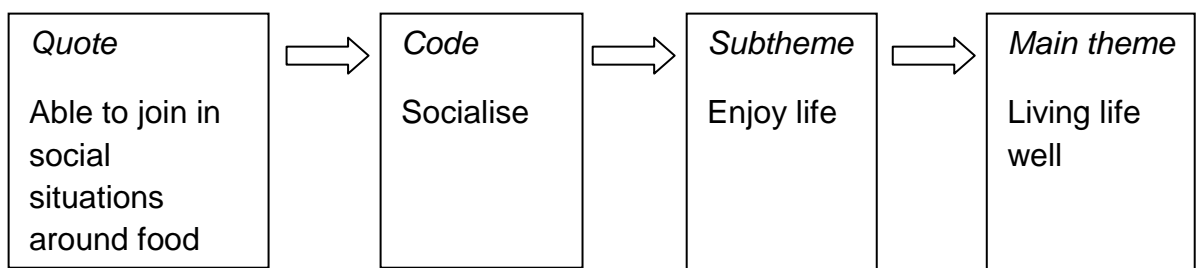 Quote
Able to join in
social
situations
around food
Code
Socialise
Subtheme
Enjoy life
Main theme
Living life
well